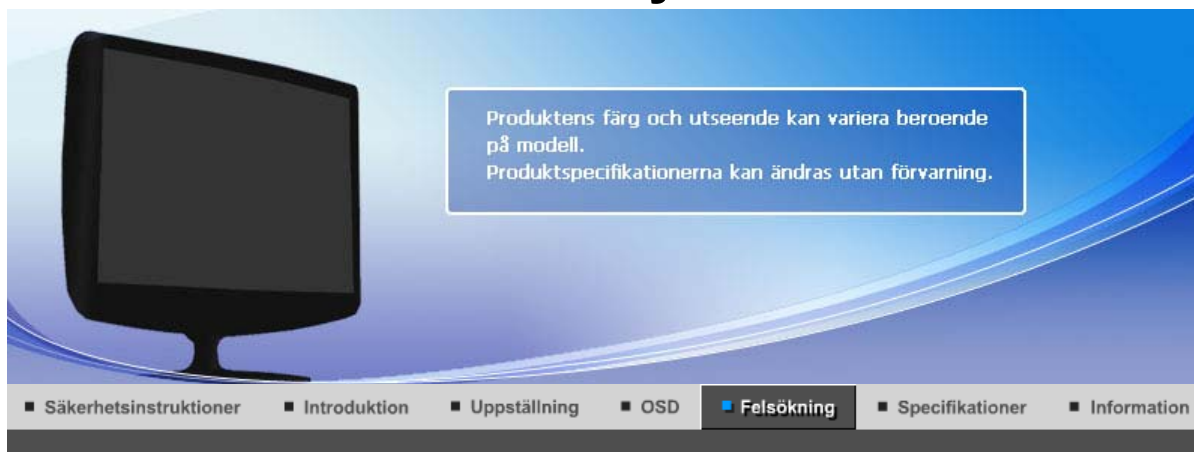 Produktens färg och utseende kan variera beroende
på modell.
Produktspecifikationerna kan ändras utan förvarning.
Säkerhetsinstruktioner Introduktion Uppställning OSD Felsökning Specifikationer Information